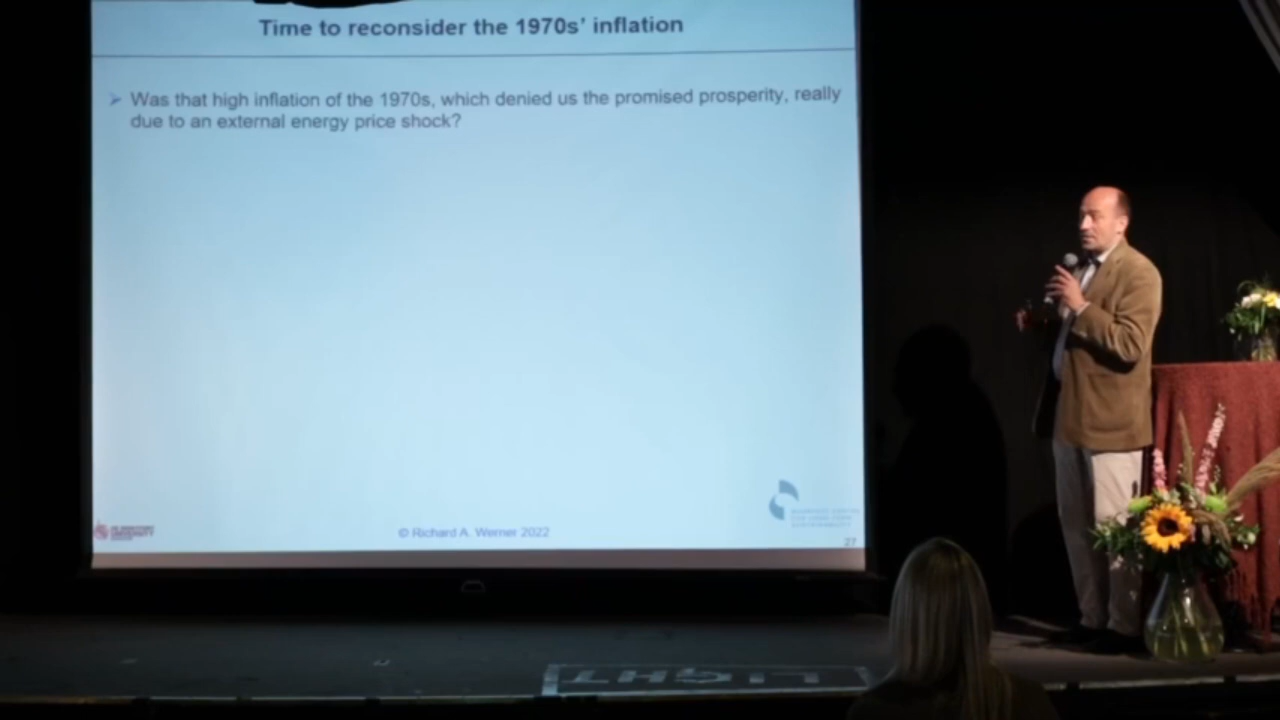 Time to reconsider the 1970s' inflation
➢ Was that high inflation of the 1970s, which denied us the promised prosperity, really
due to an external energy price shock?
© Richard A. Werner 2022
27
LIGHT